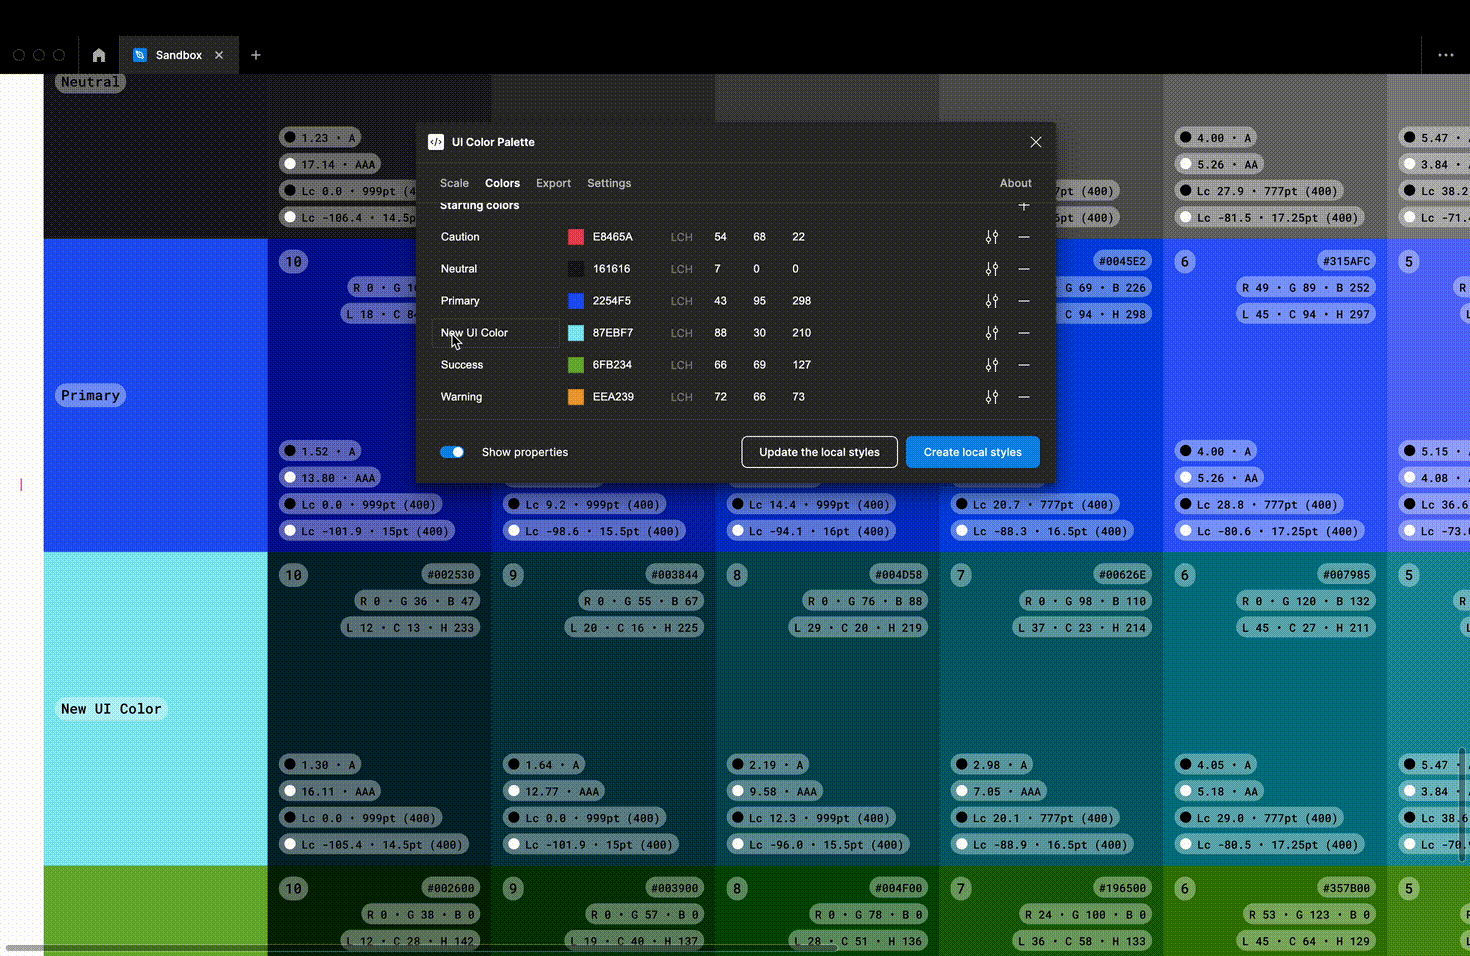 Sandbox
UI Color Palette
Scale Colors Export Settings About
Starting colors
Caution E8465A LCH 54 68 22
Neutral 161616 LCH 7 0 0
Primary 2254F5 LCH 43 95 298
New UI Color 87EBF7 LCH 88 30 210
Success 6FB234 LCH 66 69 127
Warning EEA239 LCH 72 66 73
Show properties Update the local styles Create local styles
Neutral
1.23 · A
17.14 · AAA
Lc 0.0 · 999pt (4
Lc -106.4 · 14.5p
7pt (400)
5pt (400)
4.00 · A
5.26 · AA
Lc 27.9 · 777pt (400)
Lc -81.5 · 17.25pt (400)
5.47 ·
3.84 ·
Lc 38.2
Lc -71.4
Primary
10
R 0 · G 1
L 18 · C 8
1.52 · A
13.80 · AAA
Lc 0.0 · 999pt (400)
Lc -101.9 · 15pt (400)
Lc 9.2 · 999pt (400)
Lc -98.6 · 15.5pt (400)
Lc 14.4 · 999pt (400)
Lc -94.1 · 16pt (400)
#0045E2
G 69 · B 226
C 94 · H 298
Lc 20.7 · 777pt (400)
Lc -88.3 · 16.5pt (400)
6 #315AFC
R 49 · G 89 · B 252
L 45 · C 94 · H 297
4.00 · A
5.26 · AA
Lc 28.8 · 777pt (400)
Lc -80.6 · 17.25pt (400)
5
R
L
5.15 ·
4.08 ·
Lc 36.6
Lc -73.
New UI Color
10 #002530
R 0 · G 36 · B 47
L 12 · C 13 · H 233
1.30 · A
16.11 · AAA
Lc 0.0 · 999pt (400)
Lc -105.4 · 14.5pt (400)
9 #003844
R 0 · G 55 · B 67
L 20 · C 16 · H 225
1.64 · A
12.77 · AAA
Lc 0.0 · 999pt (400)
Lc -101.9 · 15pt (400)
8 #004D58
R 0 · G 76 · B 88
L 29 · C 20 · H 219
2.19 · A
9.58 · AAA
Lc 12.3 · 999pt (400)
Lc -96.0 · 15.5pt (400)
7 #00626E
R 0 · G 98 · B 110
L 37 · C 23 · H 214
2.98 · A
7.05 · AAA
Lc 20.1 · 777pt (400)
Lc -88.9 · 16.5pt (400)
6 #007985
R 0 · G 120 · B 132
L 45 · C 27 · H 211
4.05 · A
5.18 · AA
Lc 29.0 · 777pt (400)
Lc -80.5 · 17.25pt (400)
5
R
L
5.47 ·
3.84 ·
Lc 38.6
Lc -70.
10 #002600
R 0 · G 38 · B 0
L 12 · C 28 · H 142
9 #003900
R 0 · G 57 · B 0
L 19 · C 40 · H 137
8 #004F00
R 0 · G 78 · B 0
L 28 · C 51 · H 136
7 #196500
R 24 · G 100 · B 0
L 36 · C 58 · H 133
6 #357B00
R 53 · G 123 · B 0
L 45 · C 64 · H 129
5